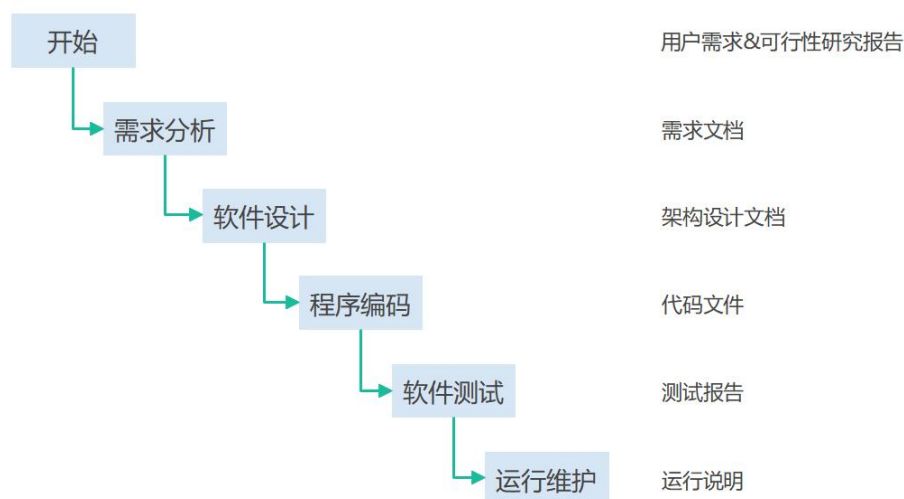 开始
用户需求&可行性研究报告
需求分析
需求文档
软件设计
架构设计文档
程序编码
代码文件
软件测试
测试报告
运行维护
运行说明